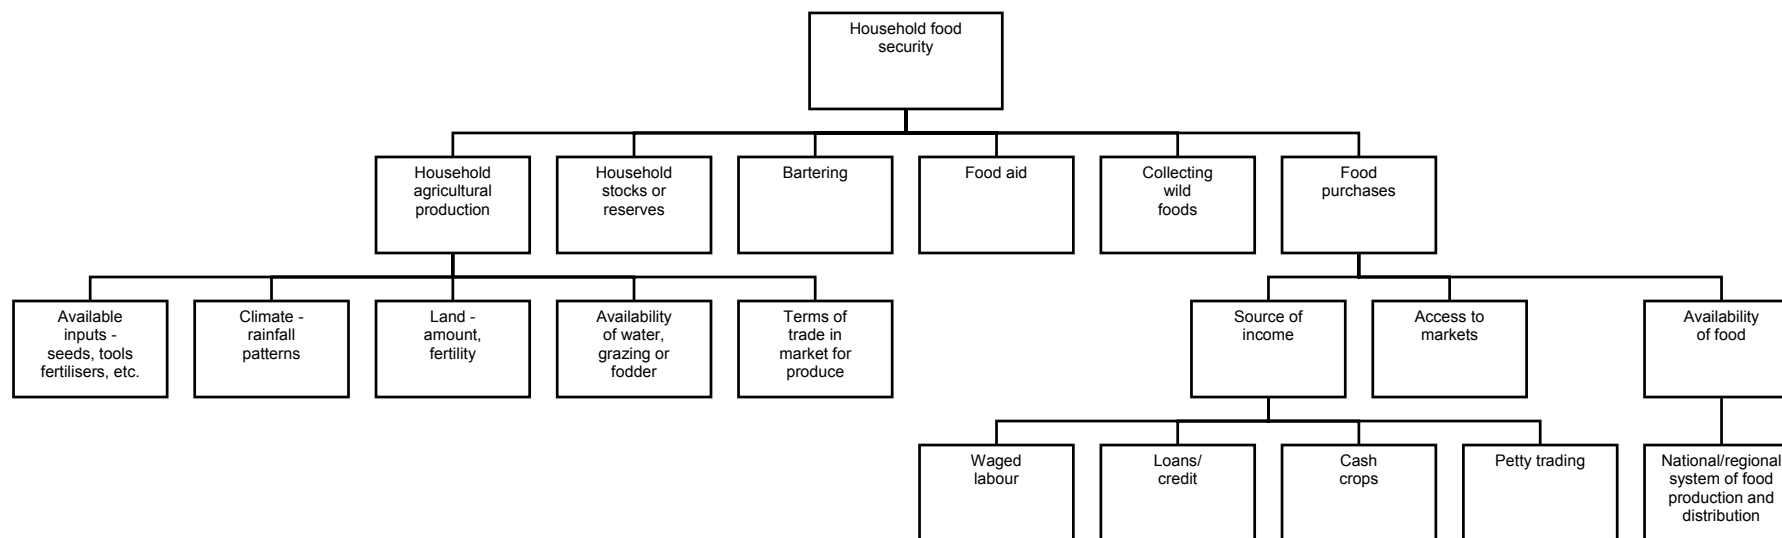 Household food
security
Household
agricultural
production
Household
stocks or
reserves
Bartering
Food aid
Collecting
wild
foods
Food
purchases
Available
inputs -
seeds, tools
fertilisers, etc.
Climate -
rainfall
patterns
Land -
amount,
fertility
Availability
of water,
grazing or
fodder
Terms of
trade in
market for
produce
Source of
income
Access to
markets
Availability
of food
Waged
labour
Loans/
credit
Cash
crops
Petty trading
National/regional
system of food
production and
distribution